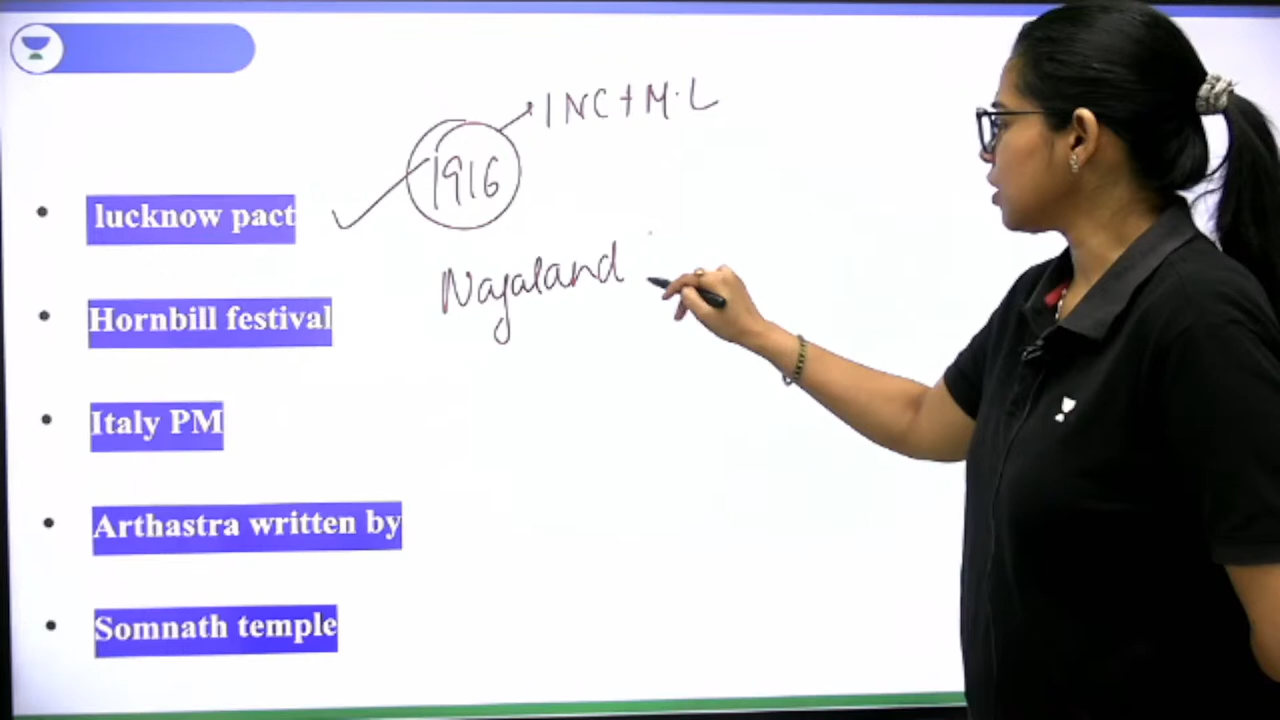 1916 → INC + M.L
lucknow pact
Nagaland
Hornbill festival
Italy PM
Arthastra written by
Somnath temple